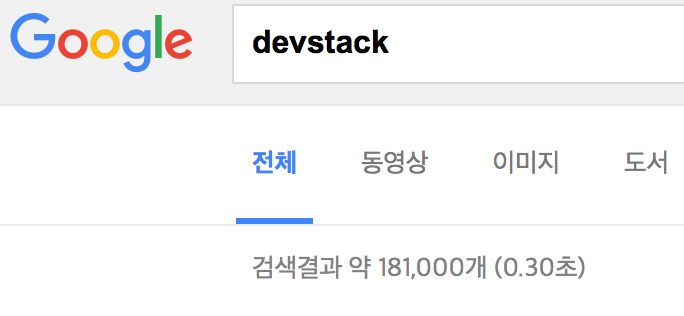 Google devstack
전체 동영상 이미지 도서
검색결과 약 181,000개 (0.30초)